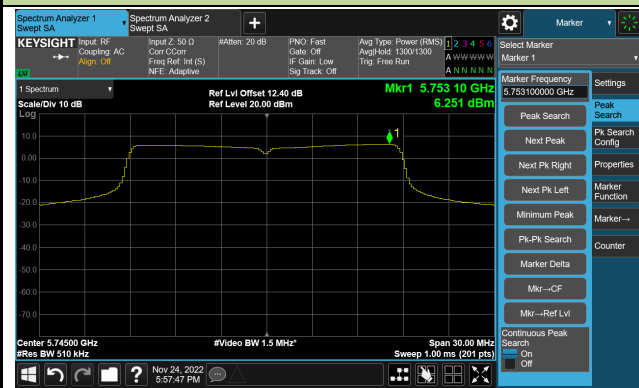 Spectrum Analyzer 1
Swept SA
Spectrum Analyzer 2
Swept SA
+
Marker
KEYSIGHT
Input: RF
Coupling: AC
Align: Off
Input Z: 50 Ω
Corr CCorr
Freq Ref: Int (S)
NFE: Adaptive
#Atten: 20 dB
PNO: Fast
Gate: Off
IF Gain: Low
Sig Track: Off
Avg Type: Power (RMS)
Avg|Hold: 1300/1300
Trig: Free Run
1 2 3 4 5 6
A W W W W W
A N N N N N
LXI
Select Marker
Marker 1
1 Spectrum
Scale/Div 10 dB
Log
Ref Lvl Offset 12.40 dB
Ref Level 20.00 dBm
Mkr1 5.753 10 GHz
6.251 dBm
1
10.0
0.00
-10.0
-20.0
-30.0
-40.0
-50.0
-60.0
-70.0
Center 5.74500 GHz
#Res BW 510 kHz
#Video BW 1.5 MHz*
Span 30.00 MHz
Sweep 1.00 ms (201 pts)
Marker Frequency
5.753100000 GHz
Peak Search
Next Peak
Next Pk Right
Next Pk Left
Minimum Peak
Pk-Pk Search
Marker Delta
Mkr→CF
Mkr→Ref Lvl
Continuous Peak
Search
On
Off
Settings
Peak
Search
Pk Search
Config
Properties
Marker
Function
Marker→
Counter
?
Nov 24, 2022
5:57:47 PM